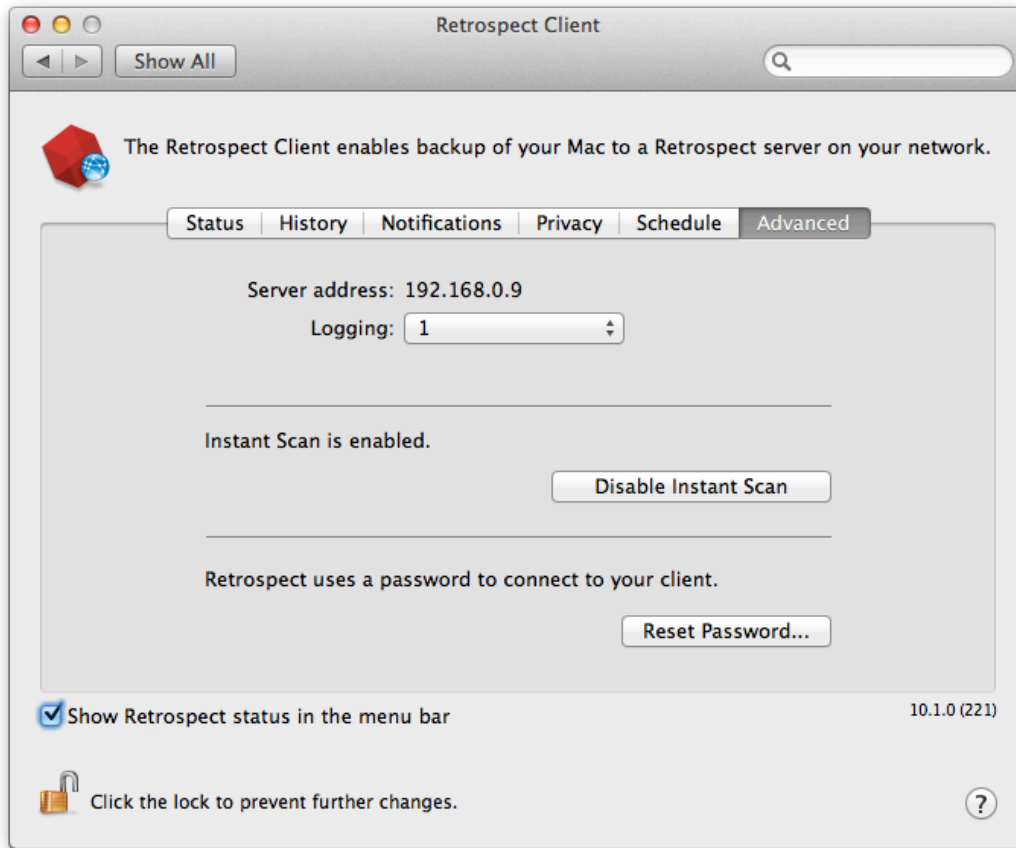 Retrospect Client
Show All
The Retrospect Client enables backup of your Mac to a Retrospect server on your network.
Status History Notifications Privacy Schedule Advanced
Server address: 192.168.0.9
Logging: 1
Instant Scan is enabled.
Disable Instant Scan
Retrospect uses a password to connect to your client.
Reset Password...
Show Retrospect status in the menu bar 10.1.0 (221)
Click the lock to prevent further changes. ?